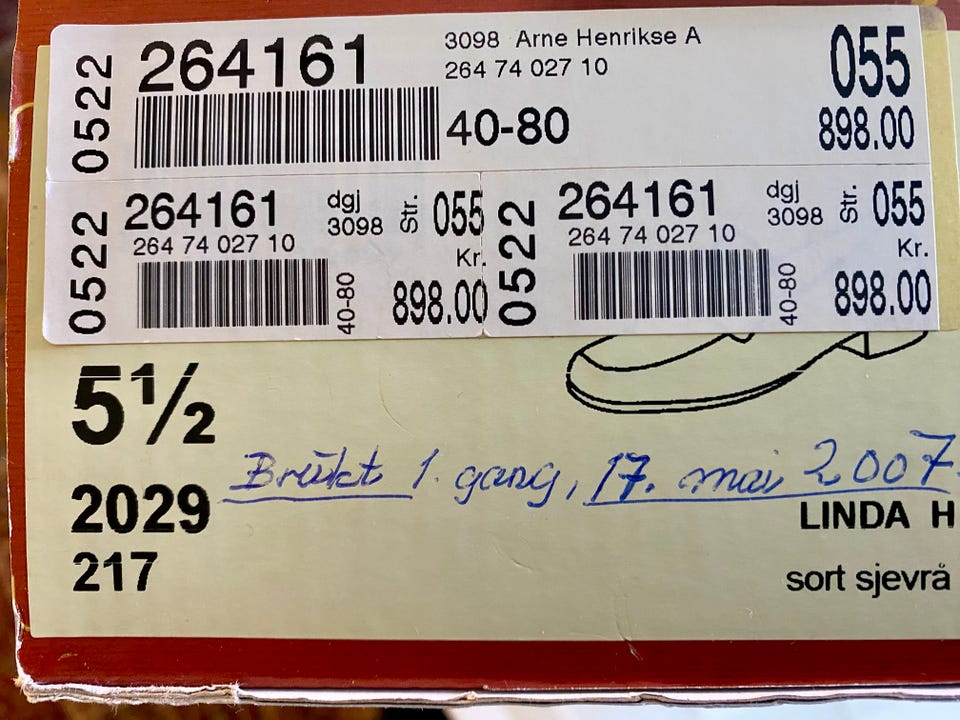 0522
264161
3098 Arne Henrikse A
264 74 027 10
055
40-80
898.00
0522
264161
264 74 027 10
dgj
3098
Str.
055
Kr.
40-80
898.00
0522
264161
264 74 027 10
dgj
3098
Str.
055
Kr.
40-80
898.00
5½
Brukt 1. gang, 17. mai 2007.
2029
LINDA H
217
sort sjevrå